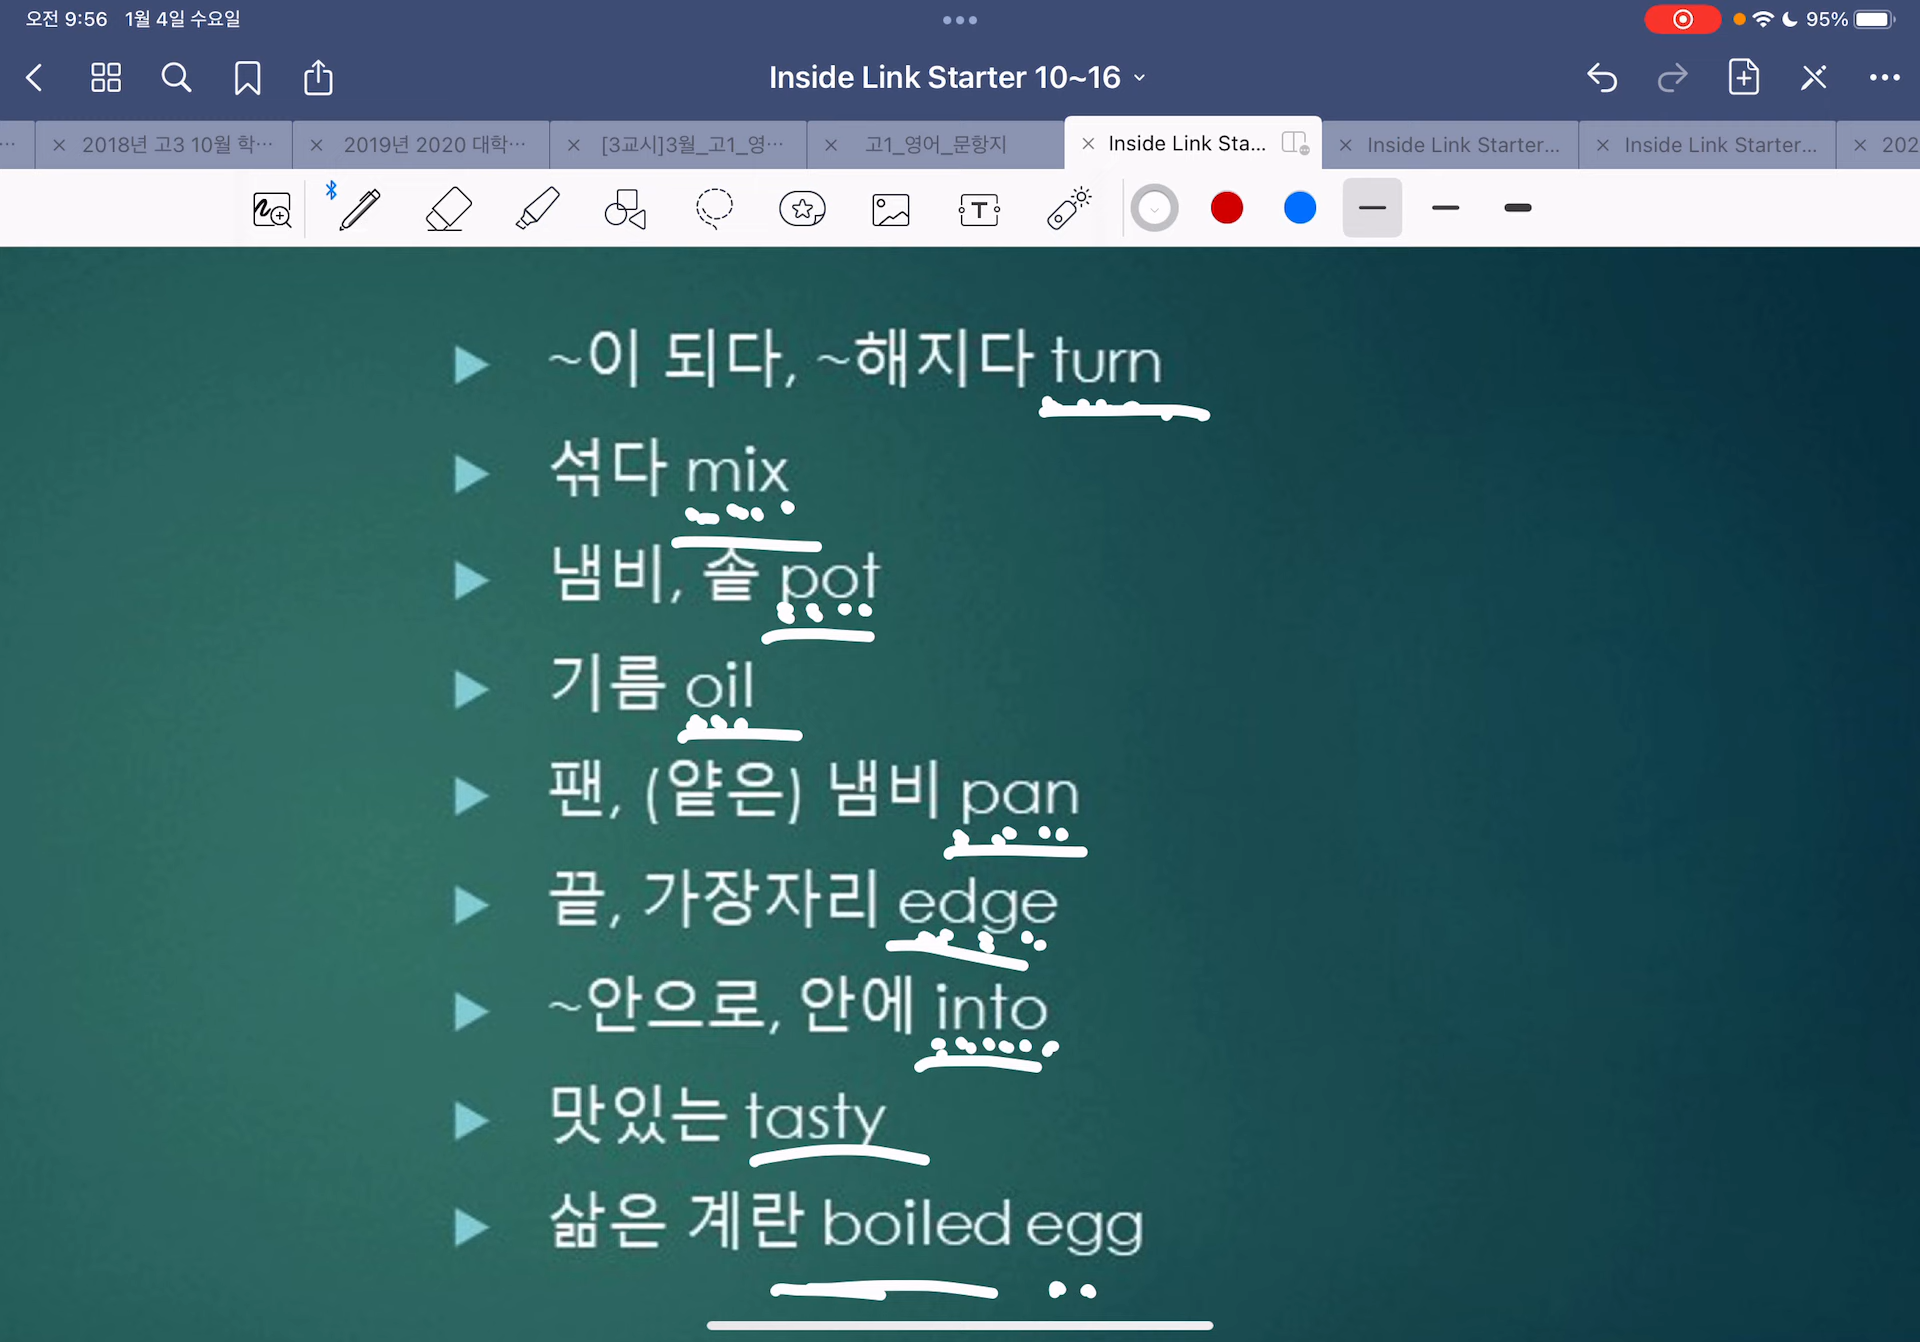 오전 9:56 1월 4일 수요일
95%
Inside Link Starter 10~16
2018년 고3 10월 학···
2019년 2020 대학···
[3교시]3월_고1_영···
고1_영어_문항지
Inside Link Sta...
Inside Link Starter...
Inside Link Starter...
202
~이 되다, ~해지다 turn
섞다 mix
냄비, 솥 pot
기름 oil
팬, (얕은) 냄비 pan
끝, 가장자리 edge
~안으로, 안에 into
맛있는 tasty
삶은 계란 boiled egg